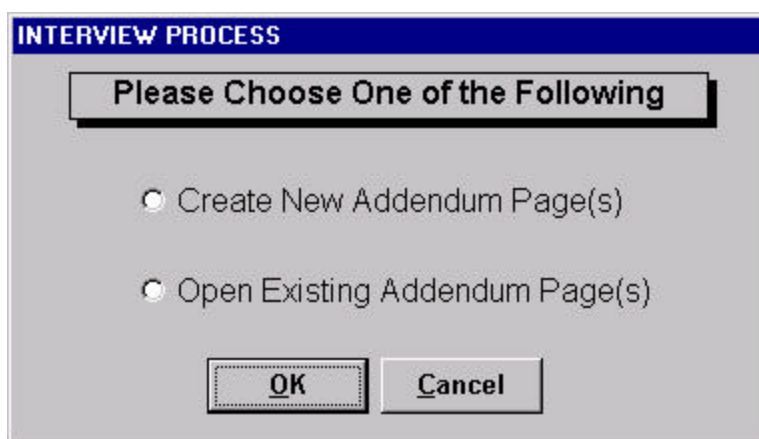 INTERVIEW PROCESS
Please Choose One of the Following
Create New Addendum Page(s)
Open Existing Addendum Page(s)
OK Cancel